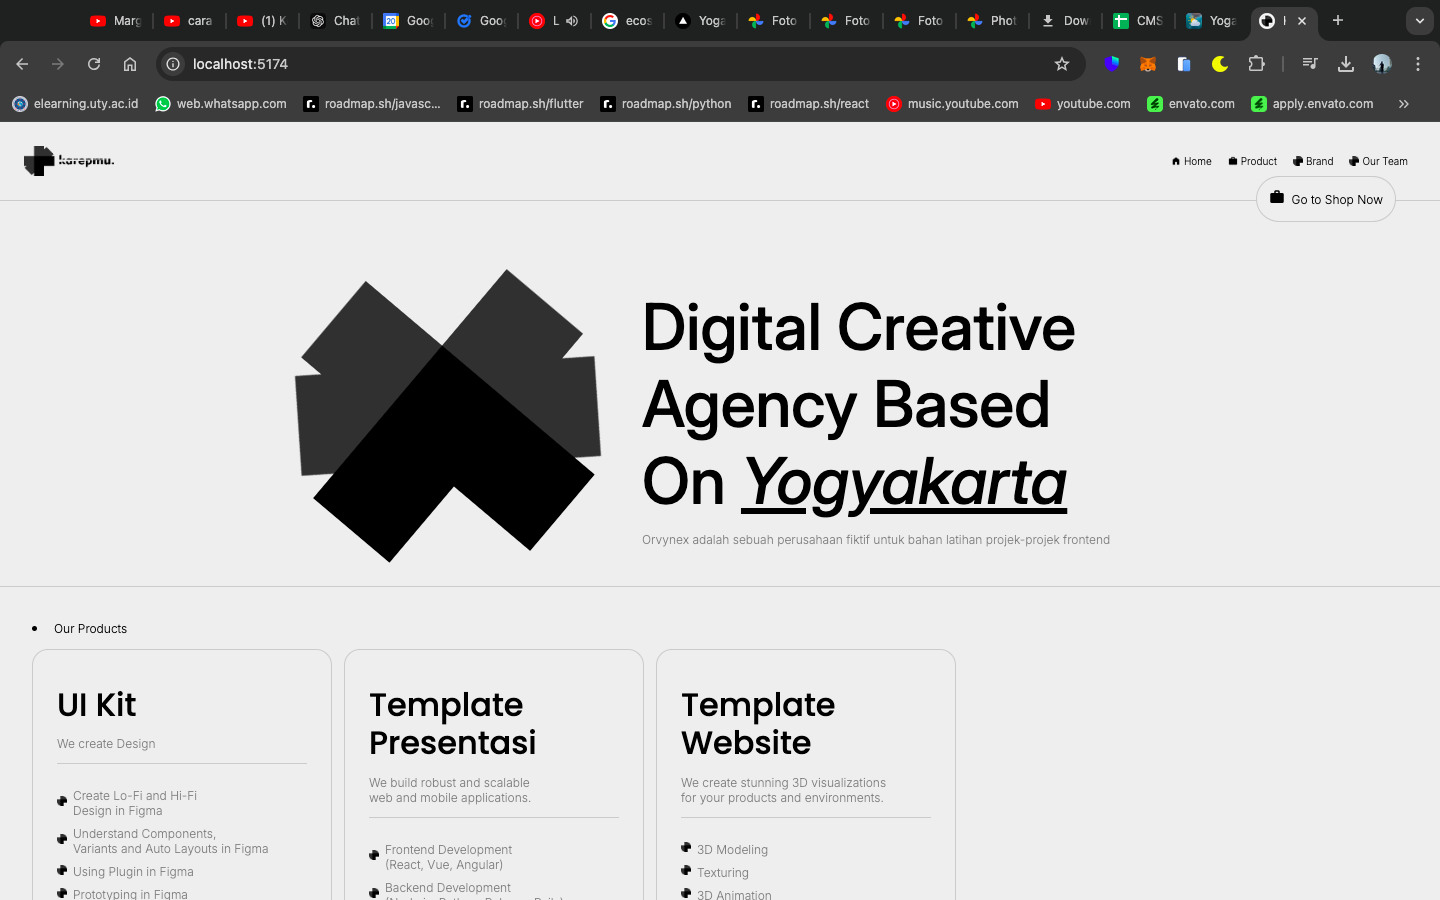 Marg
cara
(1) K
Chat
Goog
Goog
L
ecos
Yoga
Foto
Foto
Foto
Phot
Dow
CMS
Yoga
localhost:5174
elearning.uty.ac.id
web.whatsapp.com
roadmap.sh/javasc...
roadmap.sh/flutter
roadmap.sh/python
roadmap.sh/react
music.youtube.com
youtube.com
envato.com
apply.envato.com
karepmu.
Home
Product
Brand
Our Team
Go to Shop Now
Digital Creative
Agency Based
On Yogyakarta
Orvynex adalah sebuah perusahaan fiktif untuk bahan latihan projek-projek frontend
Our Products
UI Kit
We create Design
Create Lo-Fi and Hi-Fi
Design in Figma
Understand Components,
Variants and Auto Layouts in Figma
Using Plugin in Figma
Prototyping in Figma
Template
Presentasi
We build robust and scalable
web and mobile applications.
Frontend Development
(React, Vue, Angular)
Backend Development
Template
Website
We create stunning 3D visualizations
for your products and environments.
3D Modeling
Texturing
3D Animation